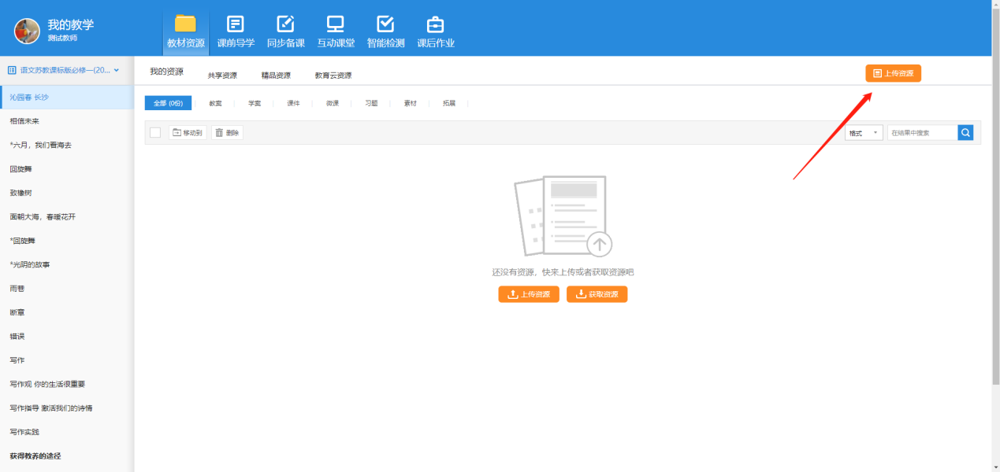 我的教学
测试教师
教材资源 课前导学 同步备课 互动课堂 智能检测 课后作业
语文苏教课标版必修一(20...
我的资源 共享资源 精品资源 教育云资源
上传资源
沁园春 长沙
全部 (0份) 教案 学案 课件 微课 习题 素材 拓展
相信未来
移动到 删除 格式 在结果中搜索
*六月，我们看海去
回旋舞
致橡树
面朝大海，春暖花开
*回旋舞
*光阴的故事
还没有资源，快来上传或者获取资源吧
雨巷
上传资源 获取资源
断章
错误
写作
写作观 你的生活很重要
写作指导 激活我们的诗情
写作实践
获得教养的途径